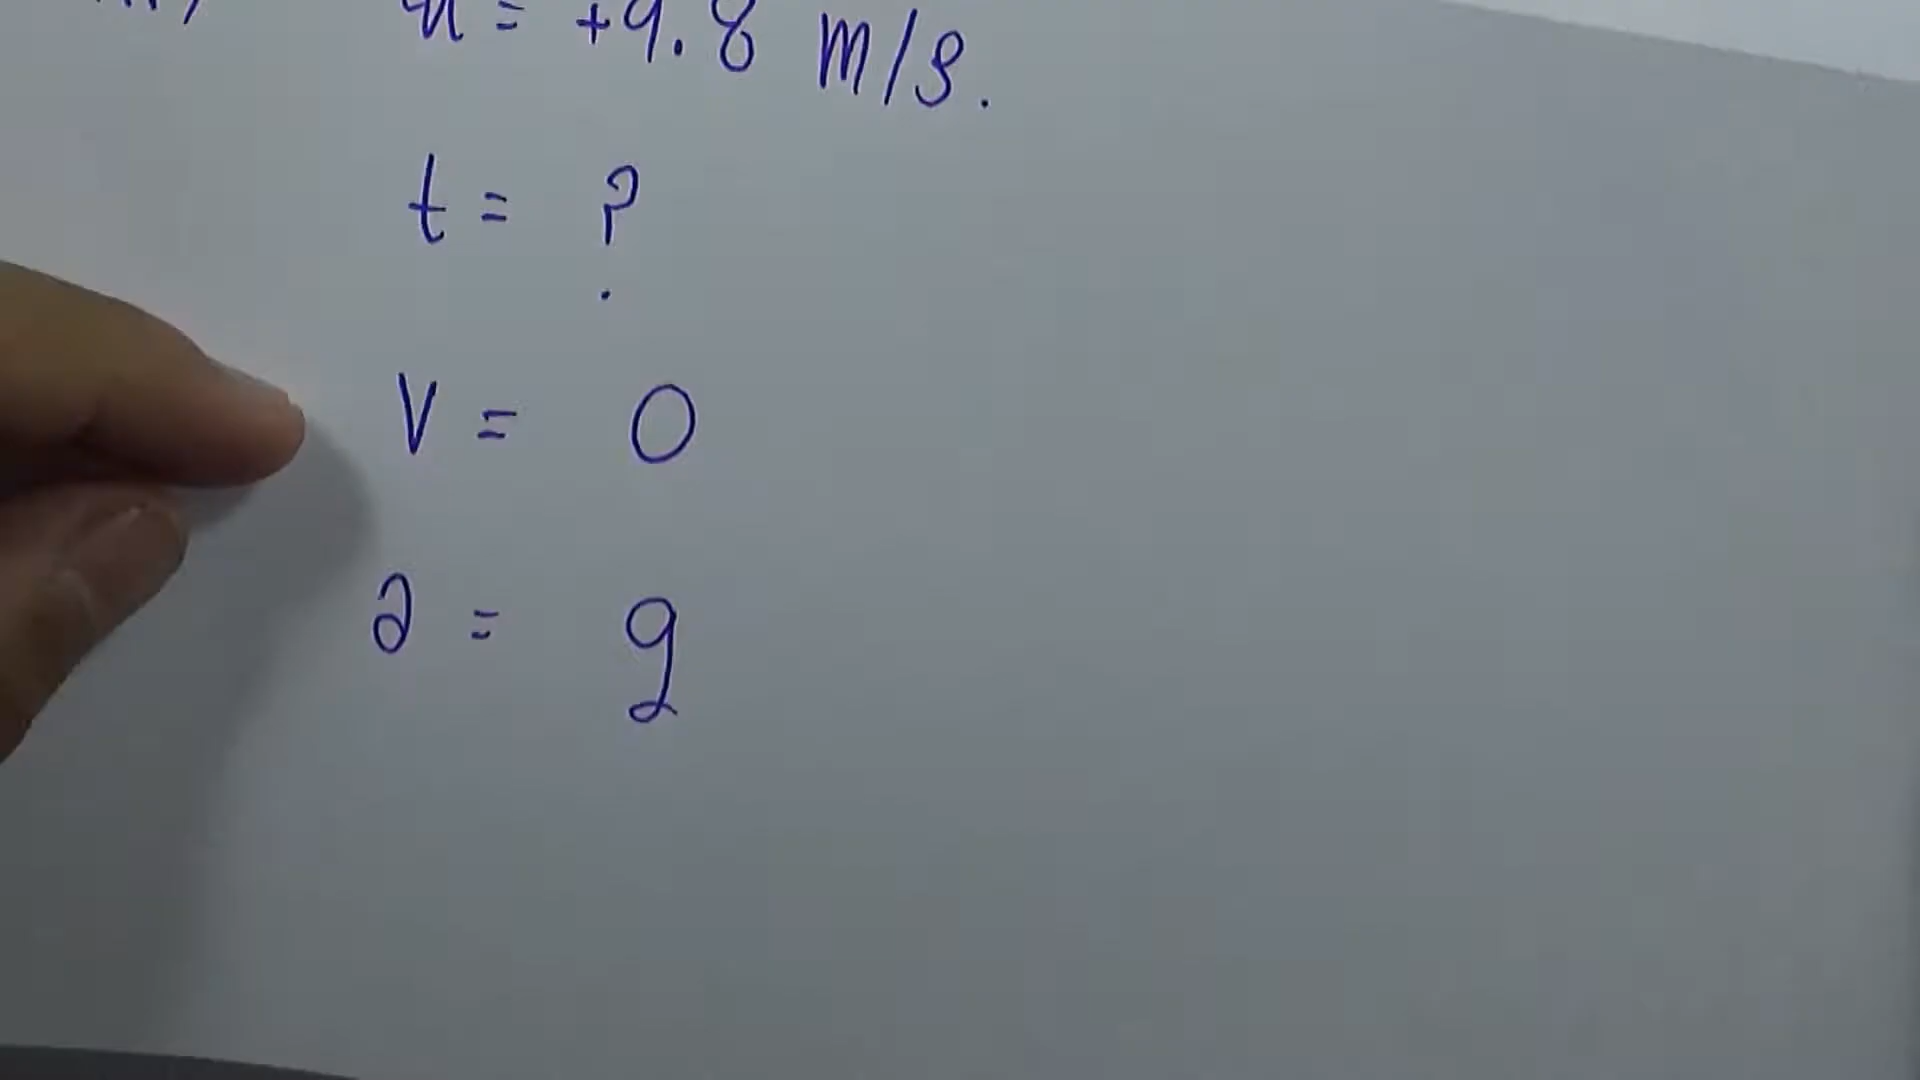 u = +9.8 m/s.
t = ?
v = 0
a = g